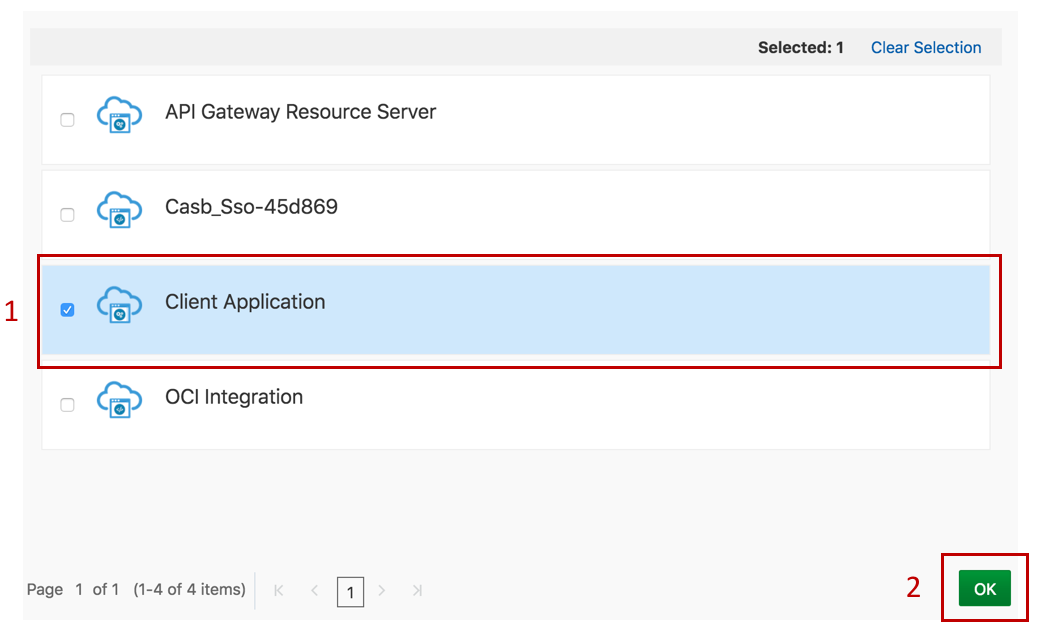 Selected: 1 Clear Selection
API Gateway Resource Server
Casb_Sso-45d869
1
Client Application
OCI Integration
Page 1 of 1 (1-4 of 4 items) 1
2
OK